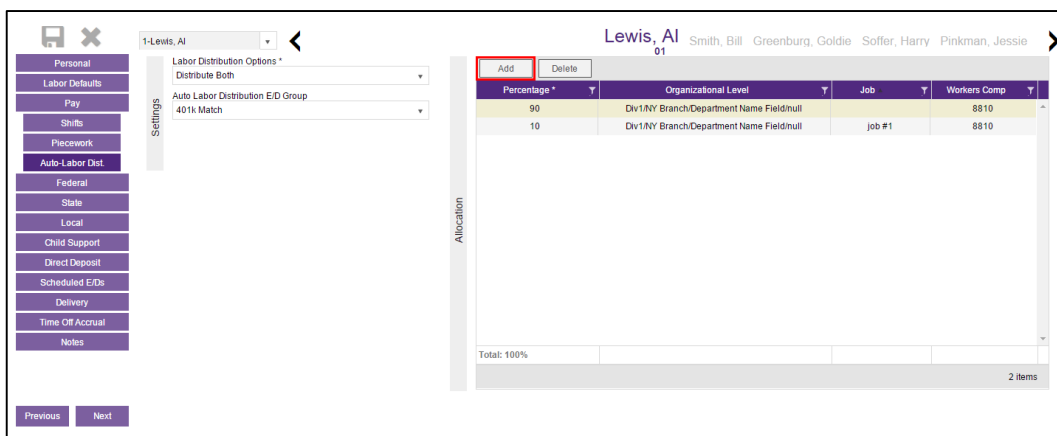 1-Lewis, Al
Lewis, Al
01
Smith, Bill
Greenburg, Goldie
Soffer, Harry
Pinkman, Jessie
Personal
Labor Defaults
Pay
Shifts
Piecework
Auto-Labor Dist.
Federal
State
Local
Child Support
Direct Deposit
Scheduled E/Ds
Delivery
Time Off Accrual
Notes
Previous
Next
Settings
Labor Distribution Options *
Distribute Both
Auto Labor Distribution E/D Group
401k Match
Allocation
Add
Delete
Percentage * Organizational Level Job Workers Comp
90 Div1/NY Branch/Department Name Field/null 8810
10 Div1/NY Branch/Department Name Field/null job #1 8810
Total: 100%
2 items